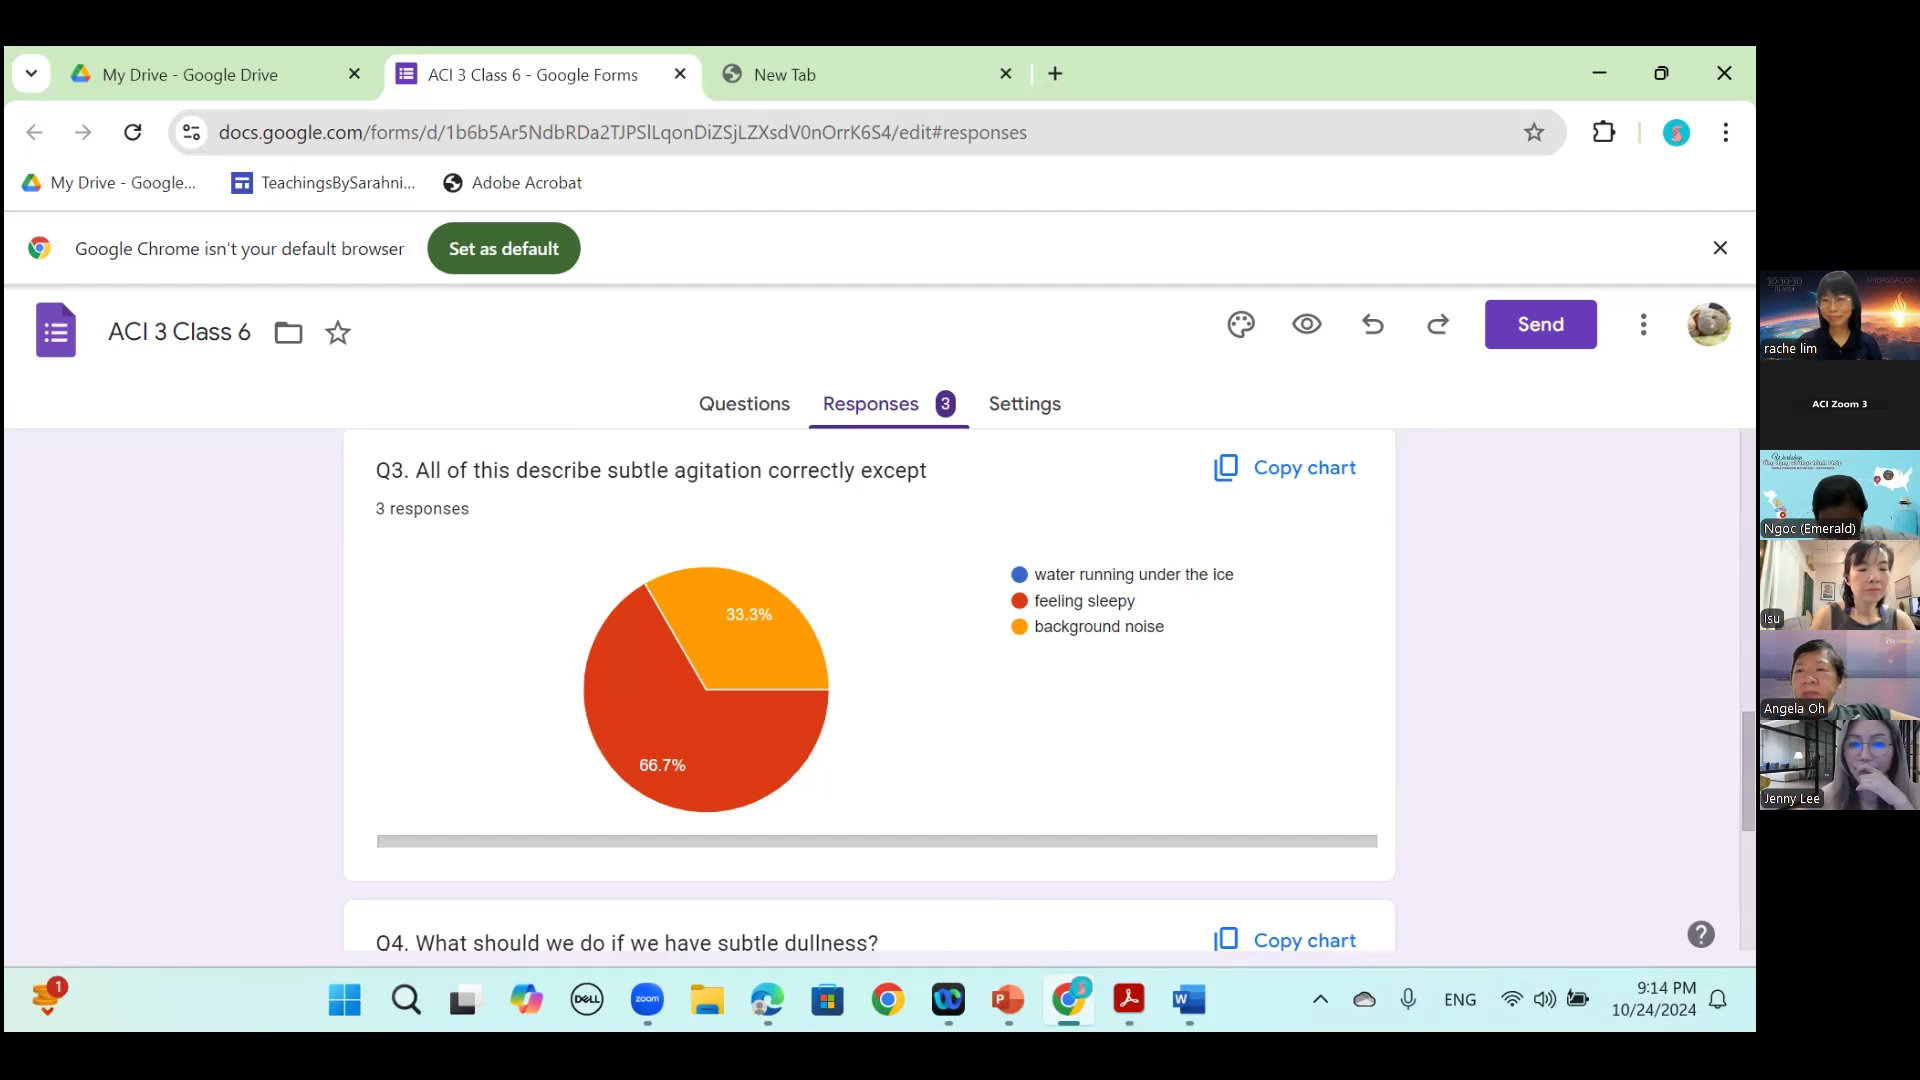 My Drive - Google Drive
ACI 3 Class 6 - Google Forms
New Tab
docs.google.com/forms/d/1b6b5Ar5NdbRDa2TJPSlLqonDiZSjLZXsdV0nOrrK6S4/edit#responses
My Drive - Google...
TeachingsBySarahni...
Adobe Acrobat
Google Chrome isn't your default browser
Set as default
ACI 3 Class 6
Send
Questions
Responses 3
Settings
Q3. All of this describe subtle agitation correctly except
Copy chart
3 responses
33.3%
66.7%
water running under the ice
feeling sleepy
background noise
Q4. What should we do if we have subtle dullness?
Copy chart
rache lim
ACI Zoom 3
Workshop
Ngoc (Emerald)
Isu
Angela Oh
Jenny Lee
1
DELL
zoom
P
W
ENG
9:14 PM
10/24/2024